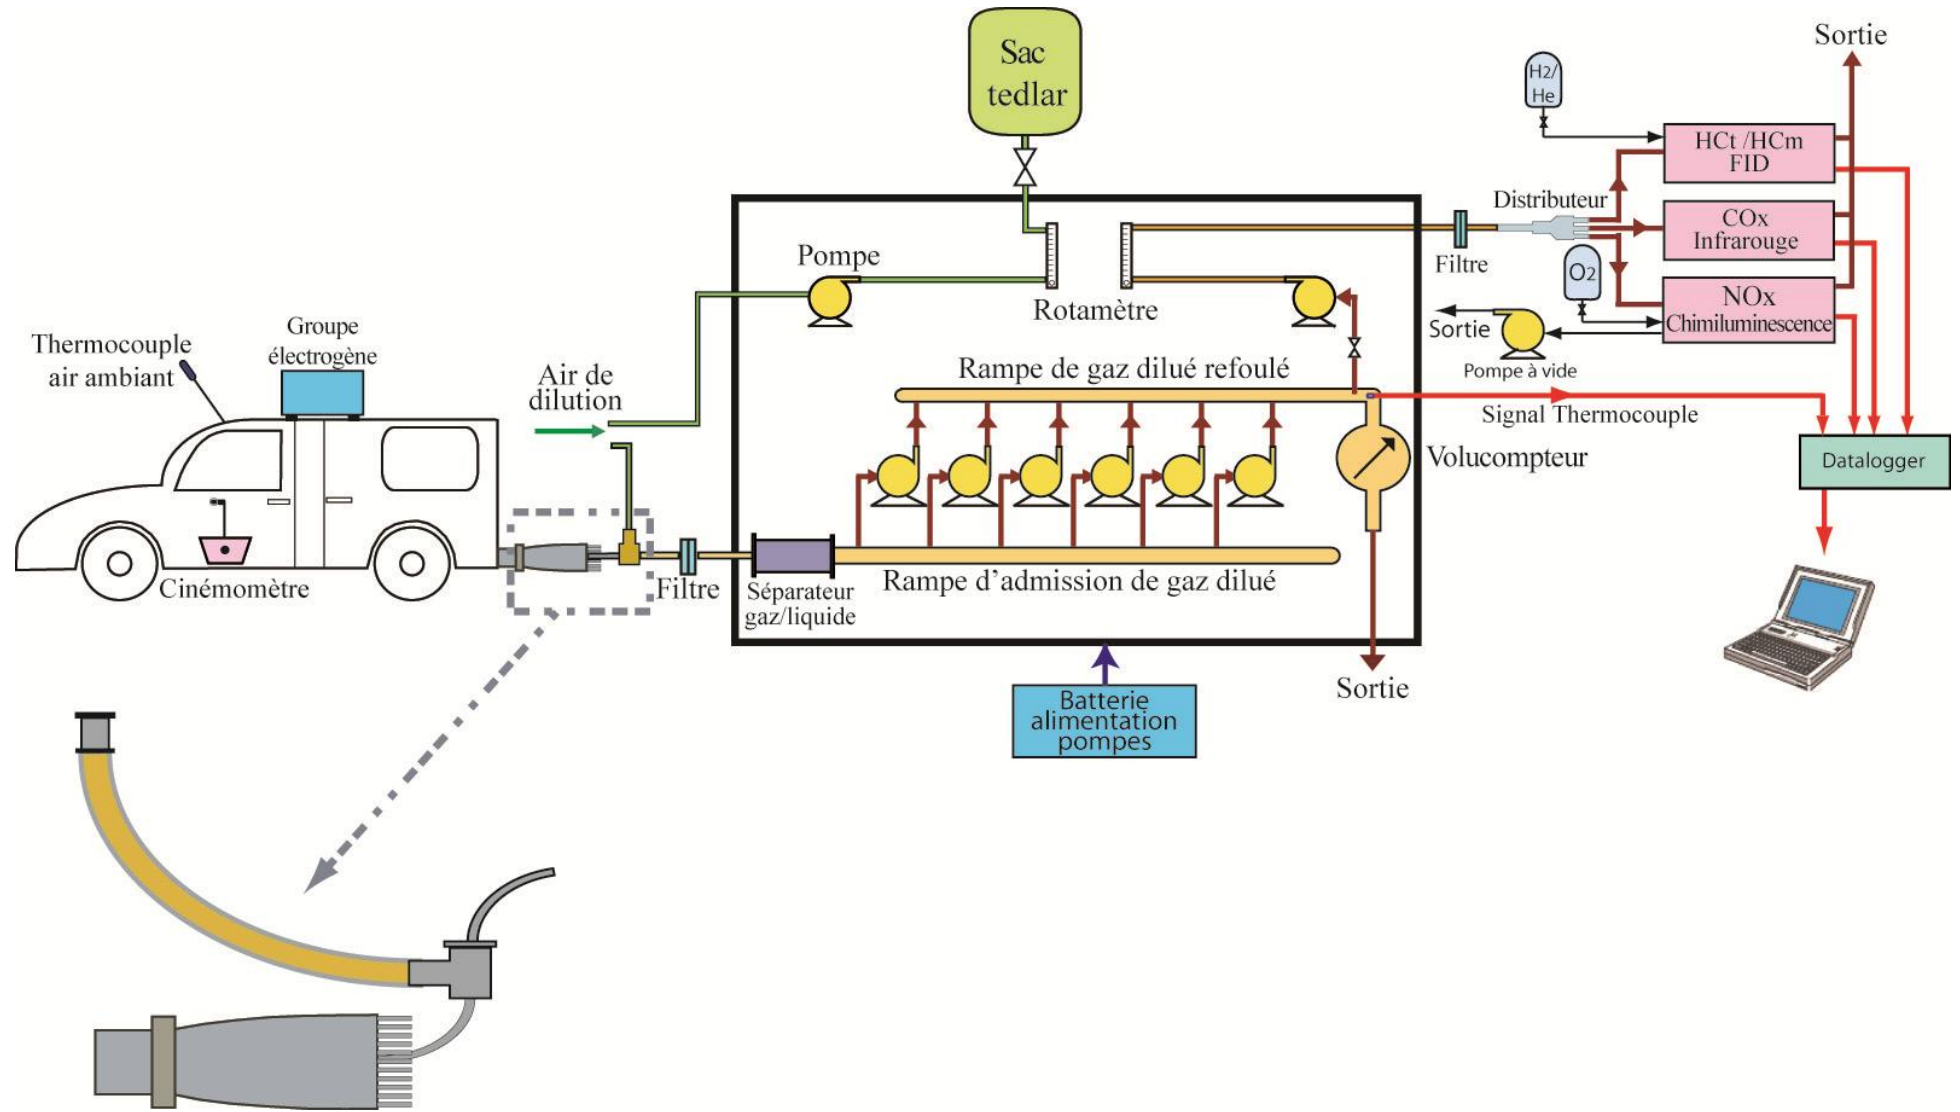 Sac
tedlar
Sortie
H2/
He
HCt /HCm
FID
Distributeur
COx
Infrarouge
Filtre
O2
NOx
Chimiluminescence
Sortie
Pompe à vide
Pompe
Rotamètre
Groupe
électrogène
Thermocouple
air ambiant
Air de
dilution
Rampe de gaz dilué refoulé
Signal Thermocouple
Volucompteur
Datalogger
Cinémomètre
Filtre
Séparateur
gaz/liquide
Rampe d’admission de gaz dilué
Sortie
Batterie
alimentation
pompes